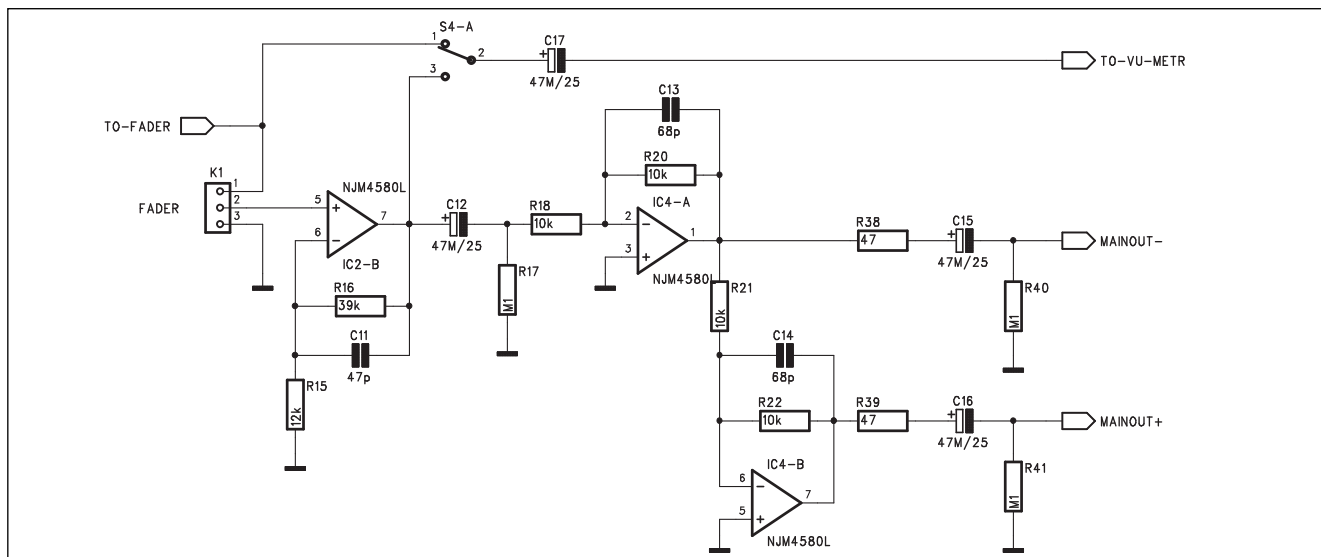 S4-A
1
2
3
C17
+
47M/25
TO-VU-METR
C13
68p
TO-FADER
K1
1
2
3
FADER
R20
10k
NJM4580L
5
+
6
−
7
IC2-B
C12
+
47M/25
R18
10k
IC4-A
2
−
3
+
1
NJM4580L
R38
47
C15
+
47M/25
MAINOUT-
R17
M1
R21
10k
R40
M1
R16
39k
C11
47p
R15
12k
C14
68p
R22
10k
R39
47
C16
+
47M/25
MAINOUT+
IC4-B
6
−
5
+
7
NJM4580L
R41
M1